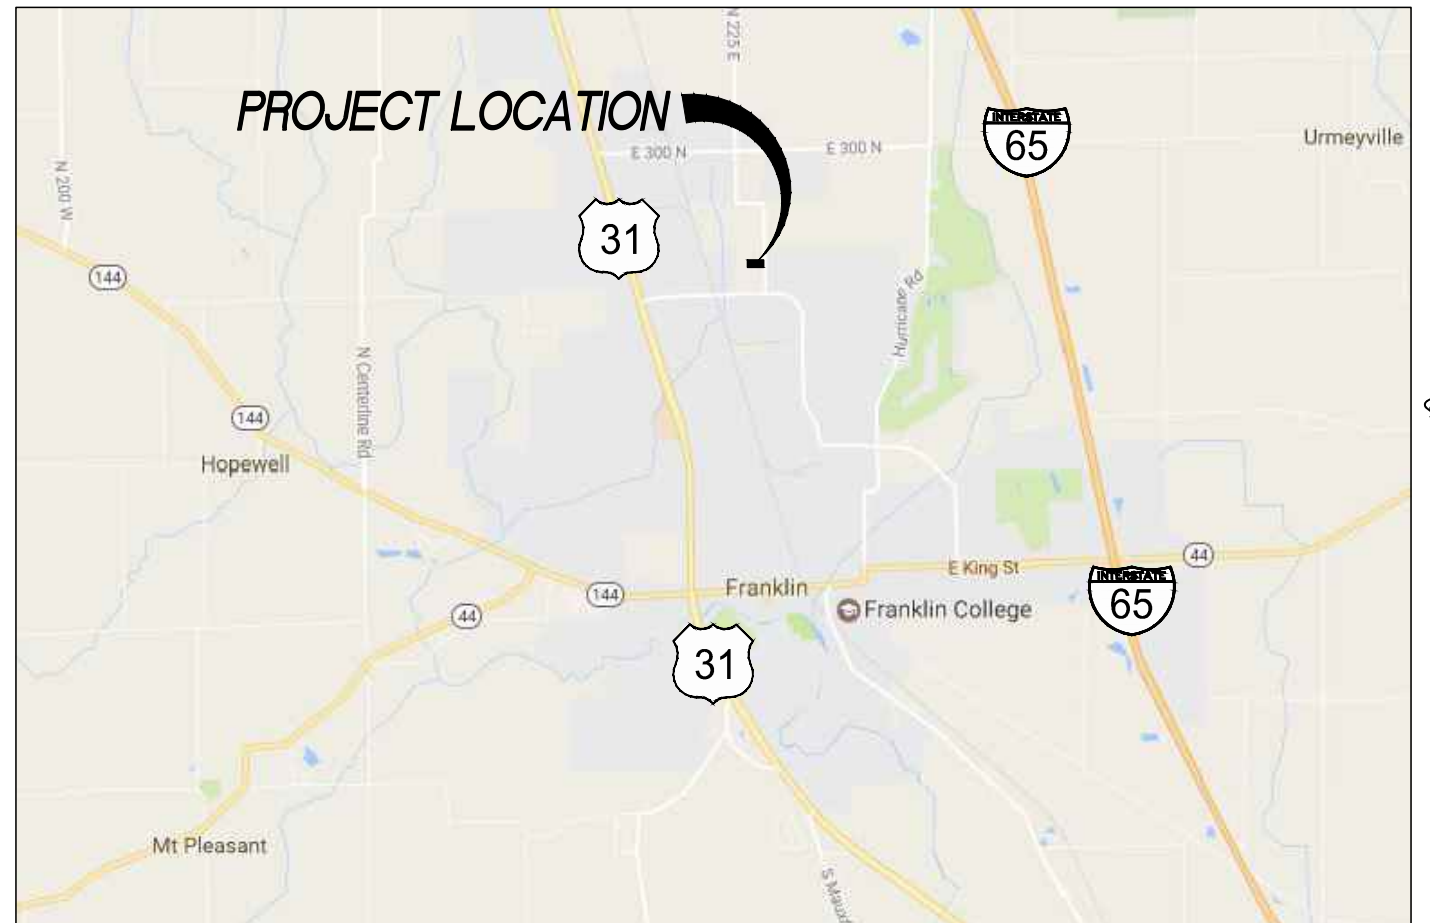 N 225 E
PROJECT LOCATION
INTERSTATE
65
Urmeyville
E 300 N
E 300 N
N 200 W
31
144
Hurricane Rd
N Centerline Rd
144
Hopewell
44
E King St
INTERSTATE
65
Franklin
144
Franklin College
44
31
Mt Pleasant